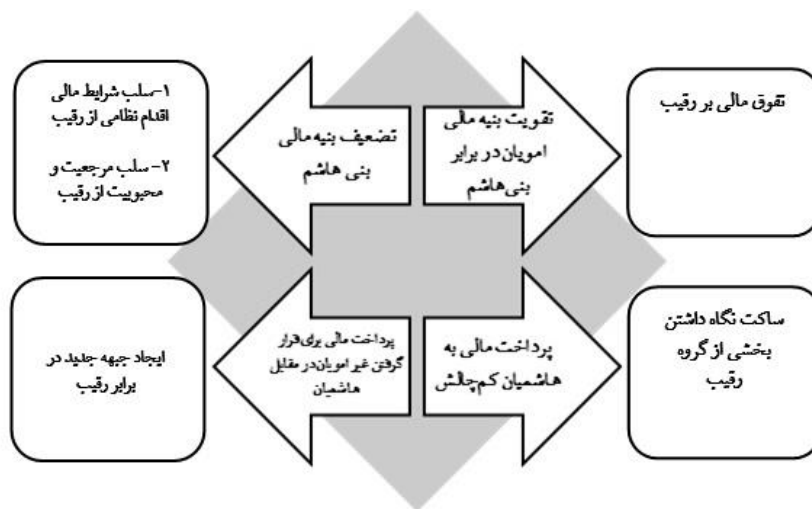 تفوق مالی بر رقیب
تقویت بنیه مالی
امویان در برابر
بنی‌هاشم
تضعیف بنیه مالی
بنی هاشم
۱-سلب شرایط مالی
اقدام نظامی از رقیب
۲- سلب مرجعیت و
محبوبیت از رقیب
ساکت نگاه داشتن
بخشی از گروه
رقیب
پرداخت مالی به
هاشمیان کم‌چالش
پرداخت مالی برای قرار
گرفتن غیر امویان در مقابل
هاشمیان
ایجاد جبهه جدید در
برابر رقیب